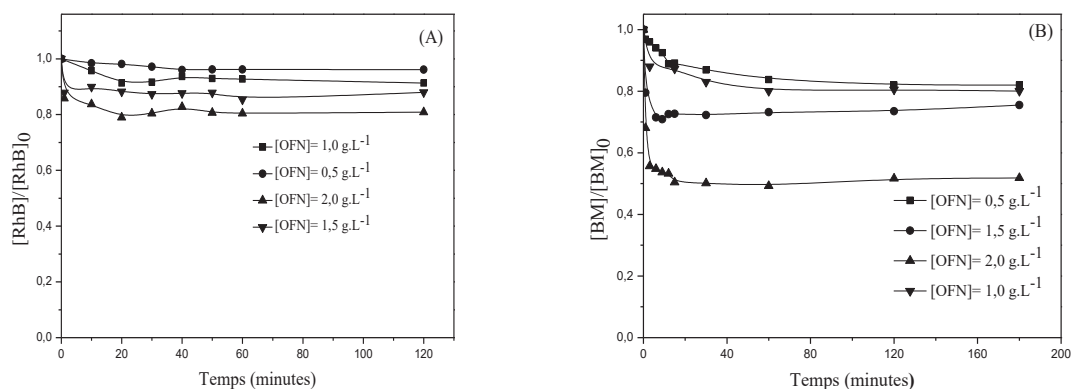 (A)
1,0
0,8
0,6
0,4
0,2
0,0
[RhB]/[RhB]0
[OFN]= 1,0 g.L-1
[OFN]= 0,5 g.L-1
[OFN]= 2,0 g.L-1
[OFN]= 1,5 g.L-1
0 20 40 60 80 100 120
Temps (minutes)
(B)
1,0
0,8
0,6
0,5
0,3
0,2
0,0
[BM]/[BM]0
[OFN]= 0,5 g.L-1
[OFN]= 1,5 g.L-1
[OFN]= 2,0 g.L-1
[OFN]= 1,0 g.L-1
0 40 80 120 160 200
Temps (minutes)